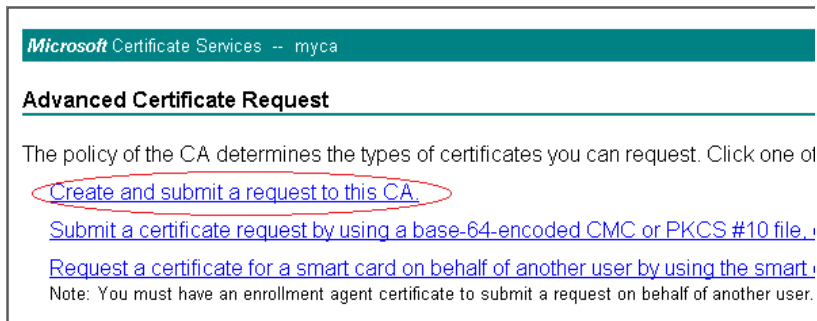 Microsoft Certificate Services -- myca
Advanced Certificate Request
The policy of the CA determines the types of certificates you can request. Click one of
Create and submit a request to this CA.
Submit a certificate request by using a base-64-encoded CMC or PKCS #10 file,
Request a certificate for a smart card on behalf of another user by using the smart
Note: You must have an enrollment agent certificate to submit a request on behalf of another user.